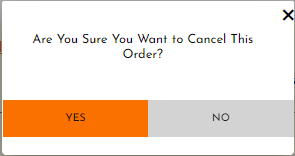 Are You Sure You Want to Cancel This
Order?
YES
NO